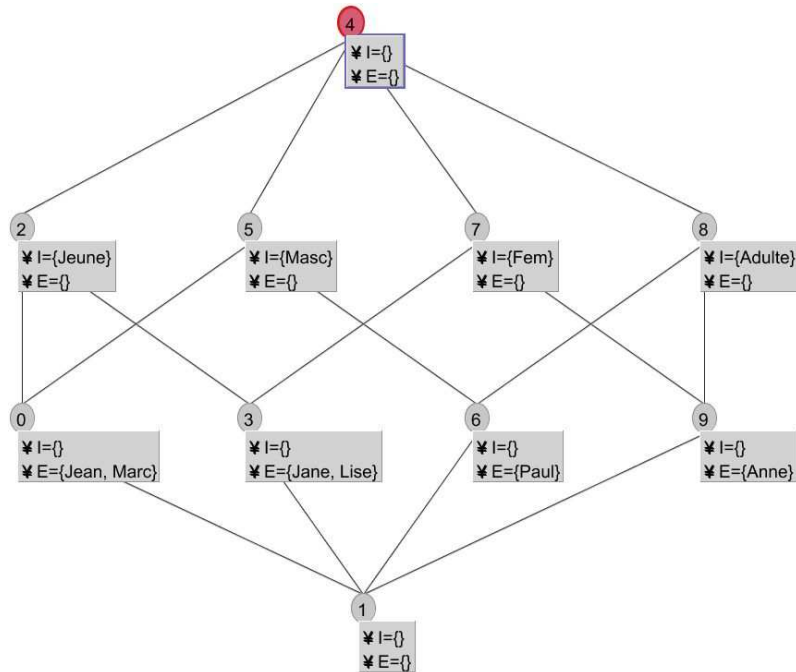 4
¥ I={}
¥ E={}
2
5
7
8
¥ I={Jeune}
¥ E={}
¥ I={Masc}
¥ E={}
¥ I={Fem}
¥ E={}
¥ I={Adulte}
¥ E={}
0
3
6
9
¥ I={}
¥ E={Jean, Marc}
¥ I={}
¥ E={Jane, Lise}
¥ I={}
¥ E={Paul}
¥ I={}
¥ E={Anne}
1
¥ I={}
¥ E={}